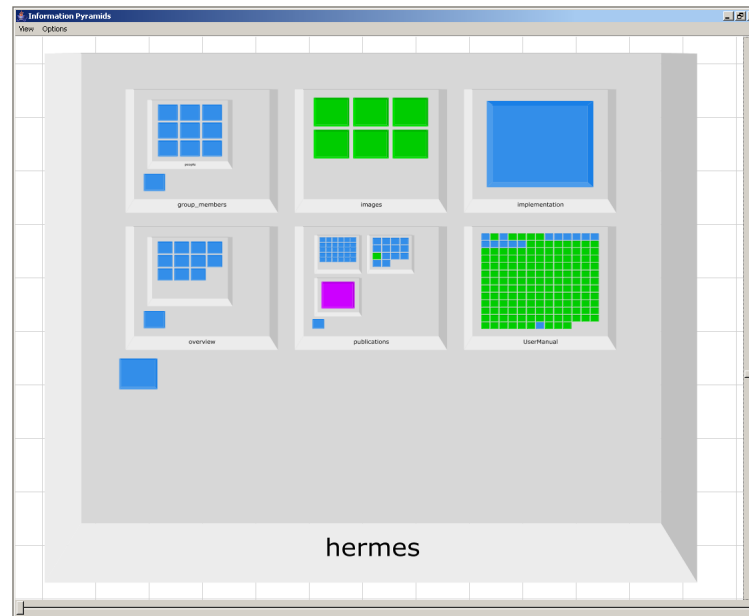 Information Pyramids
View Options
group_members
images
implementation
overview
publications
UserManual
hermes